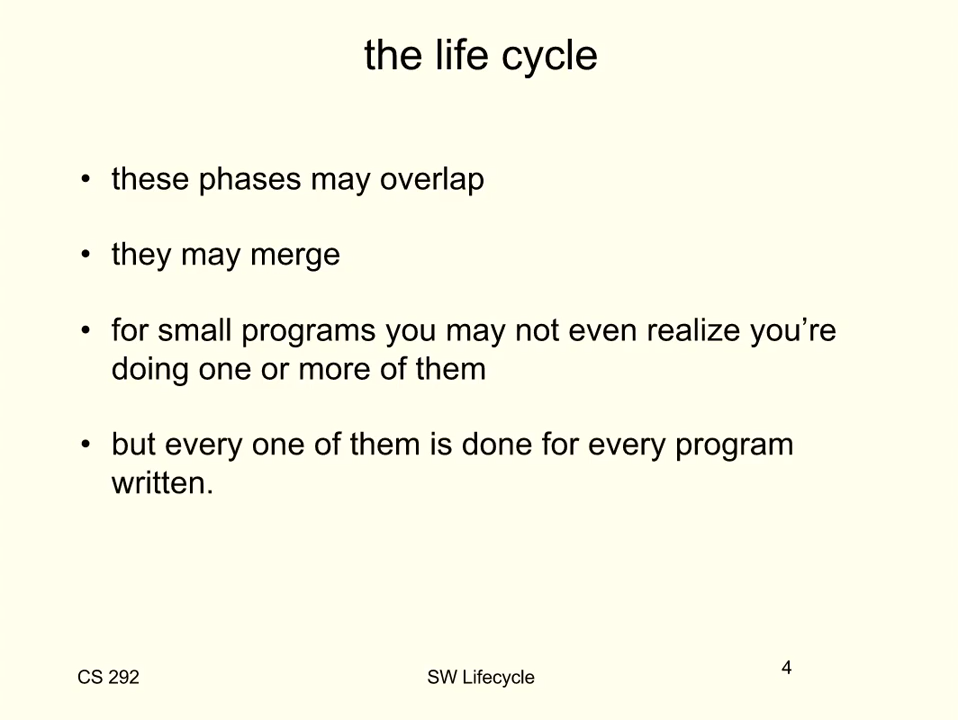 the life cycle
• these phases may overlap
• they may merge
• for small programs you may not even realize you’re
doing one or more of them
• but every one of them is done for every program
written.
CS 292
SW Lifecycle
4